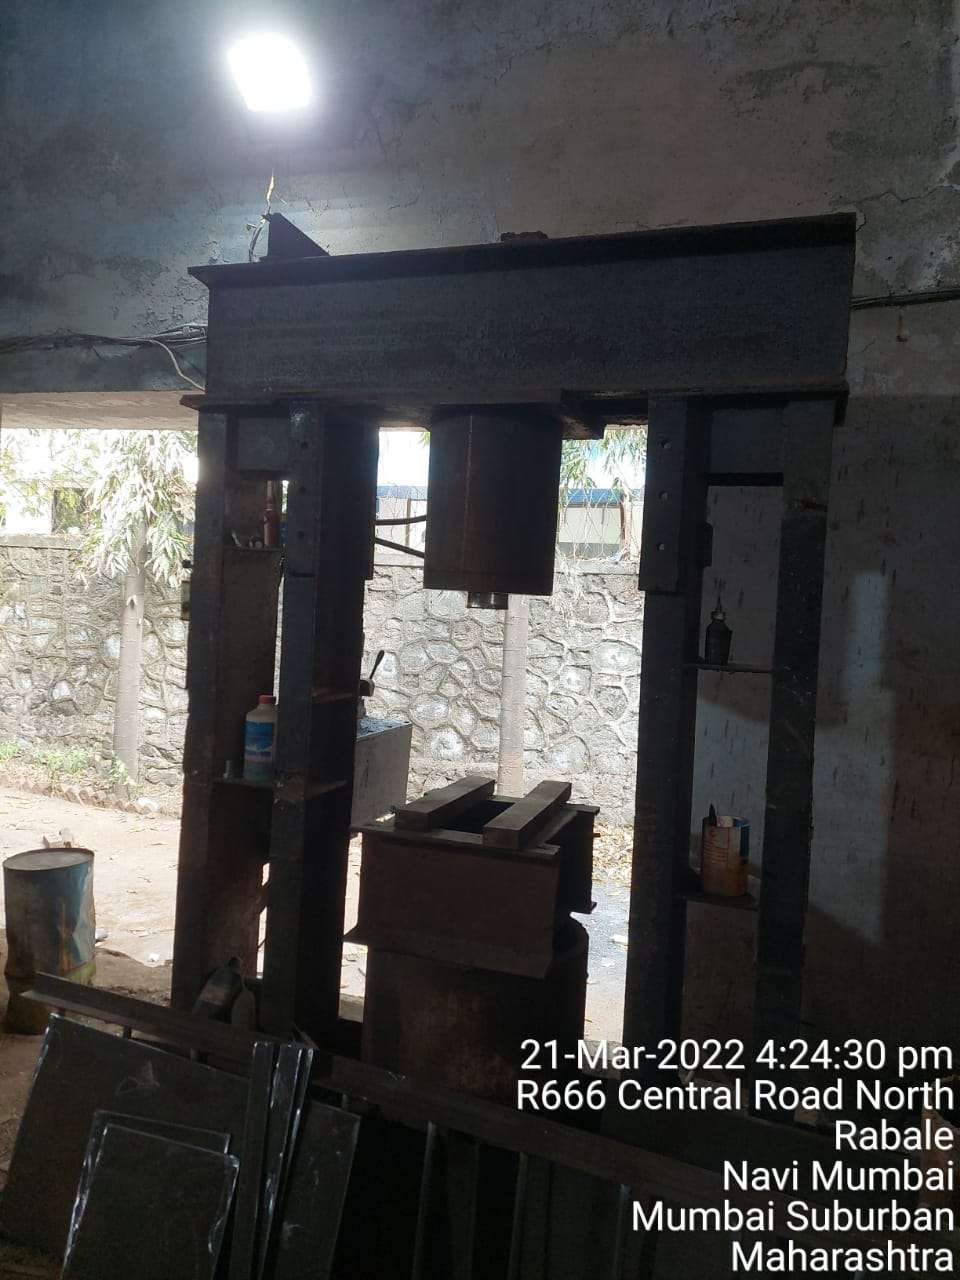 21-Mar-2022 4:24:30 pm
R666 Central Road North
Rabale
Navi Mumbai
Mumbai Suburban
Maharashtra